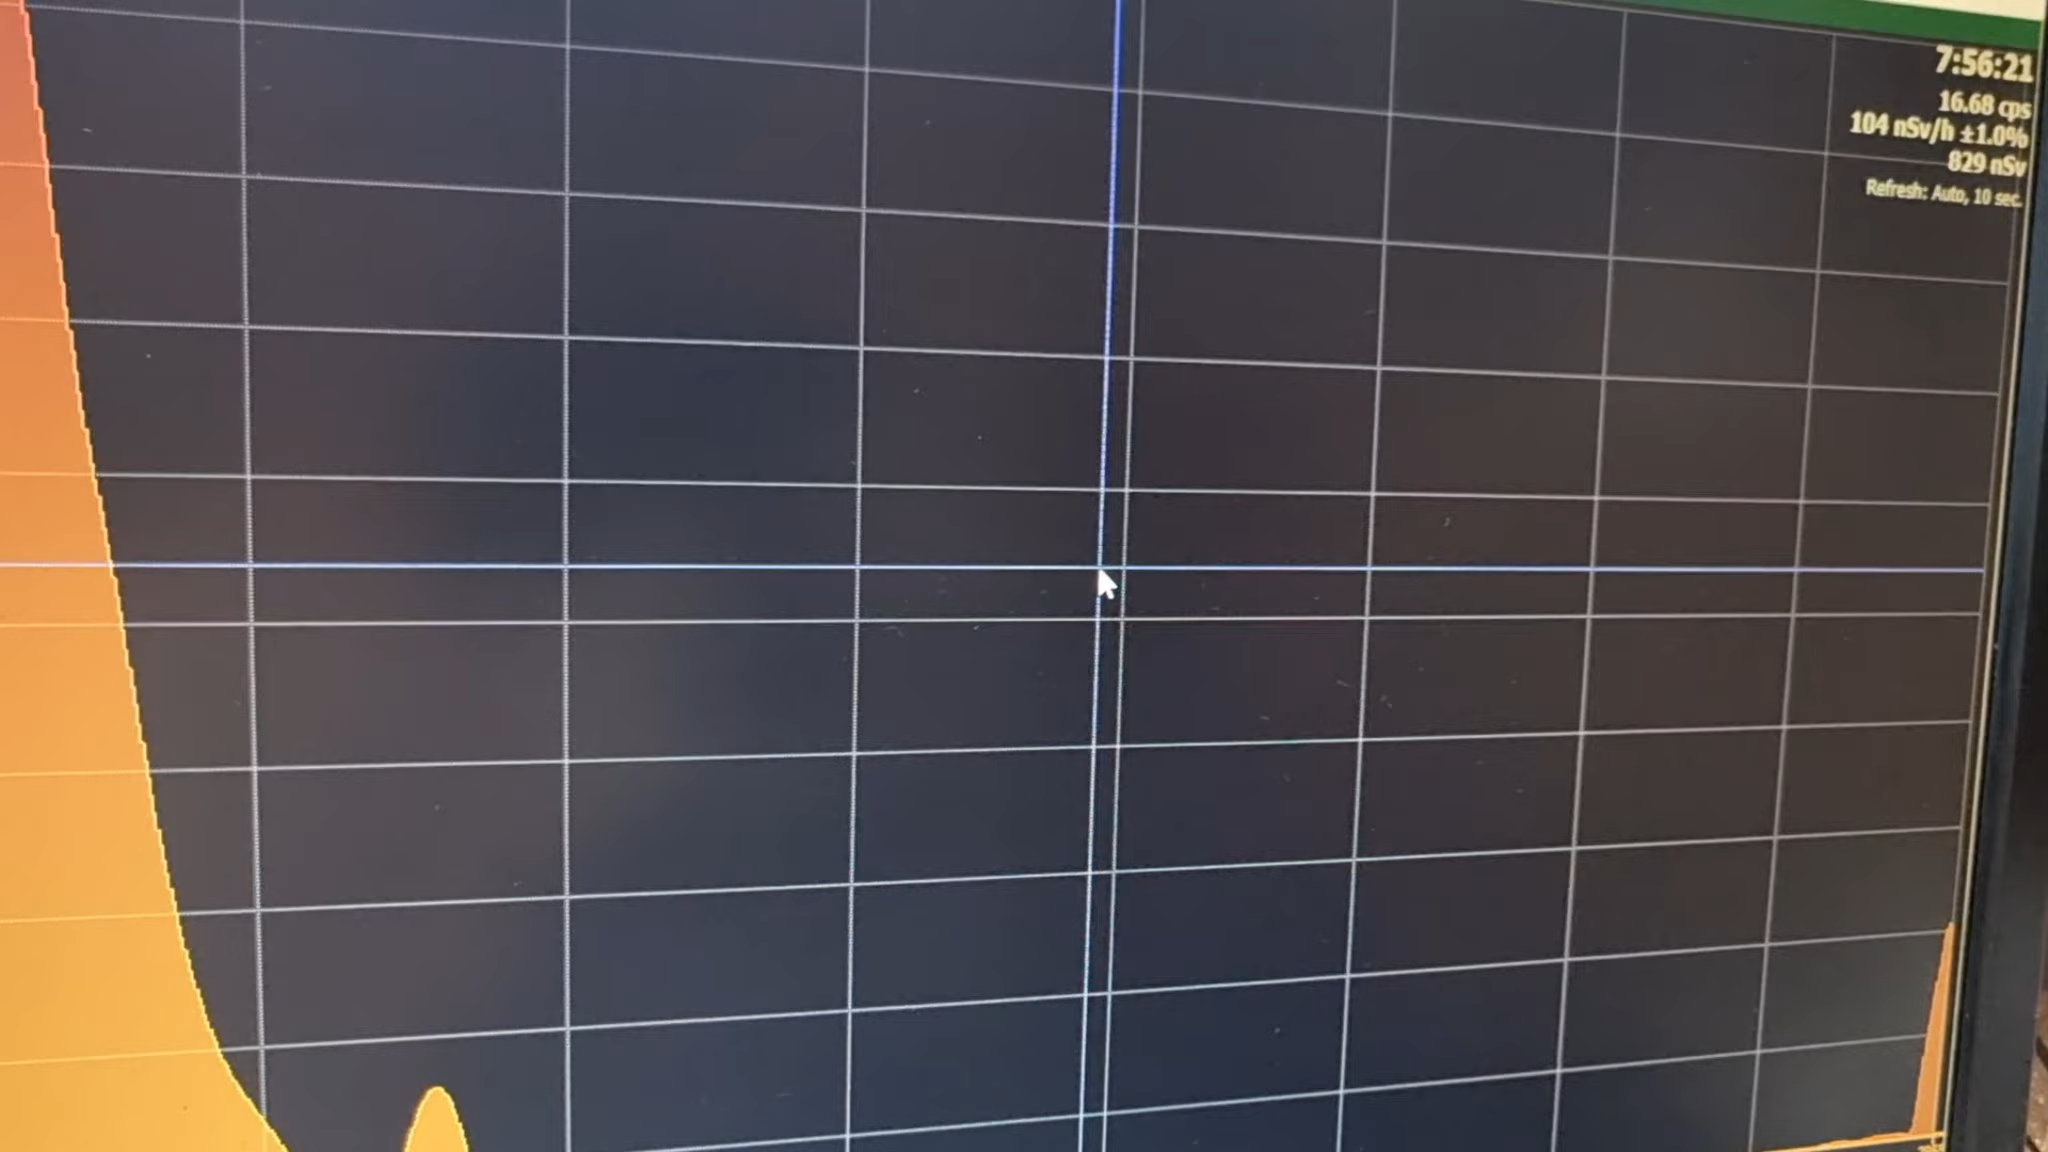 7:56:21
16.68 cps
104 nSv/h ±1.0%
829 nSv
Refresh: Auto, 10 sec.